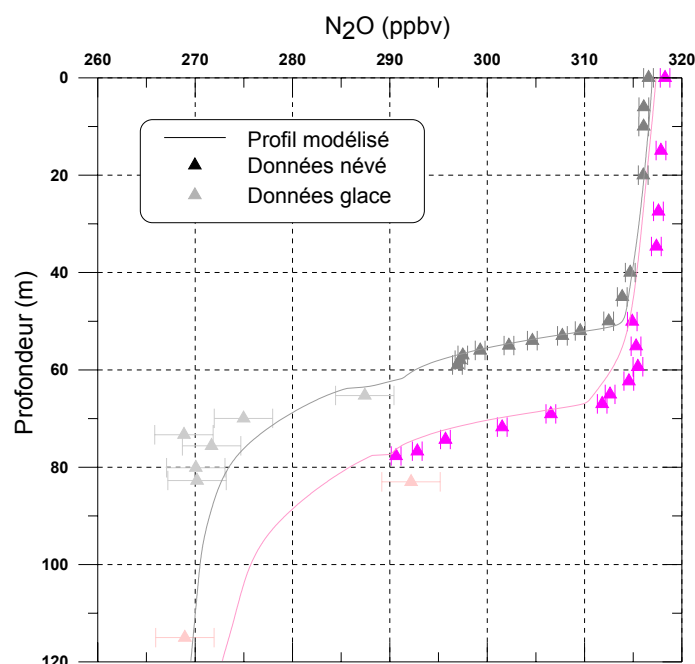 N2O (ppbv)
260 270 280 290 300 310 320
0
20
40
60
80
100
120
Profondeur (m)
Profil modélisé
Données névé
Données glace